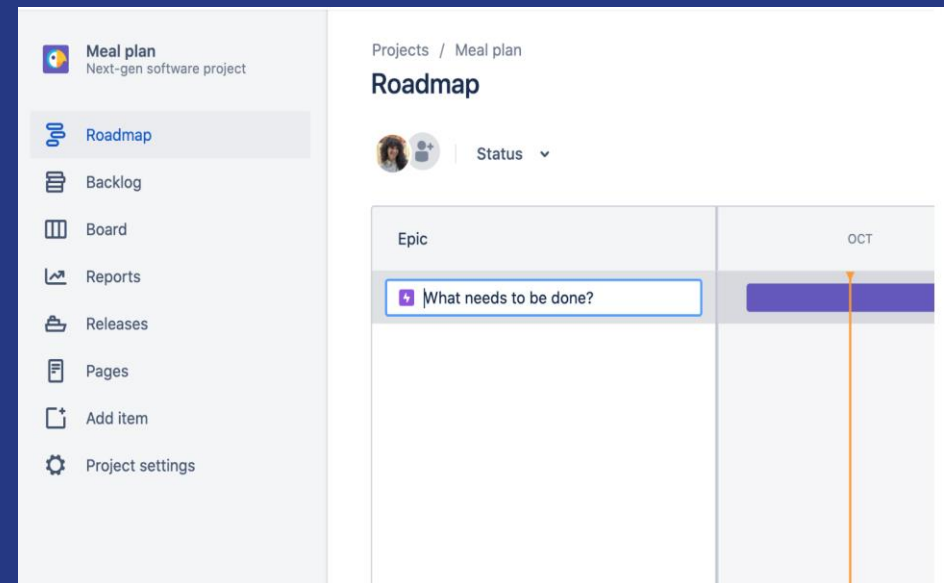 Meal plan
Next-gen software project
Roadmap
Backlog
Board
Reports
Releases
Pages
Add item
Project settings
Projects / Meal plan
Roadmap
Status
Epic
OCT
What needs to be done?